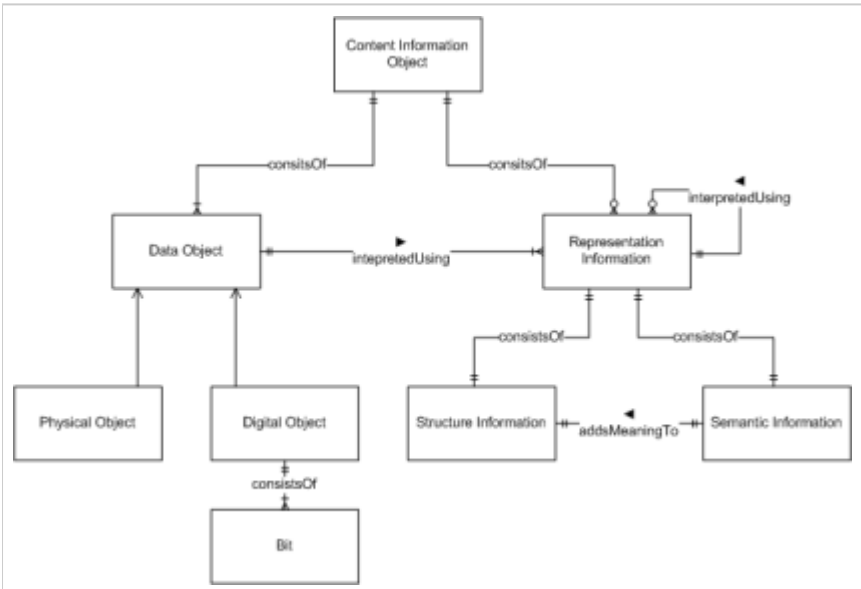 Content Information
Object
consitsOf
consitsOf
interpretedUsing
Data Object
intepretedUsing
Representation
Information
consistsOf
consistsOf
Physical Object
Digital Object
Structure Information
addsMeaningTo
Semantic Information
consistsOf
Bit